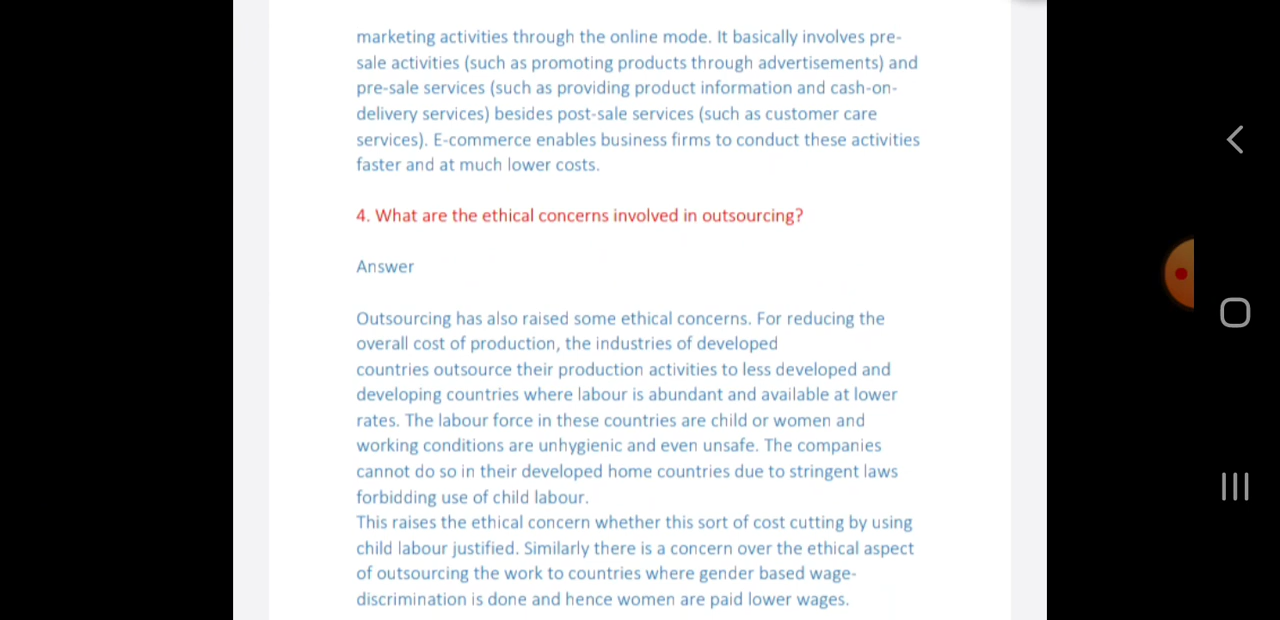 marketing activities through the online mode. It basically involves pre-
sale activities (such as promoting products through advertisements) and
pre-sale services (such as providing product information and cash-on-
delivery services) besides post-sale services (such as customer care
services). E-commerce enables business firms to conduct these activities
faster and at much lower costs.
4. What are the ethical concerns involved in outsourcing?
Answer
Outsourcing has also raised some ethical concerns. For reducing the
overall cost of production, the industries of developed
countries outsource their production activities to less developed and
developing countries where labour is abundant and available at lower
rates. The labour force in these countries are child or women and
working conditions are unhygienic and even unsafe. The companies
cannot do so in their developed home countries due to stringent laws
forbidding use of child labour.
This raises the ethical concern whether this sort of cost cutting by using
child labour justified. Similarly there is a concern over the ethical aspect
of outsourcing the work to countries where gender based wage-
discrimination is done and hence women are paid lower wages.